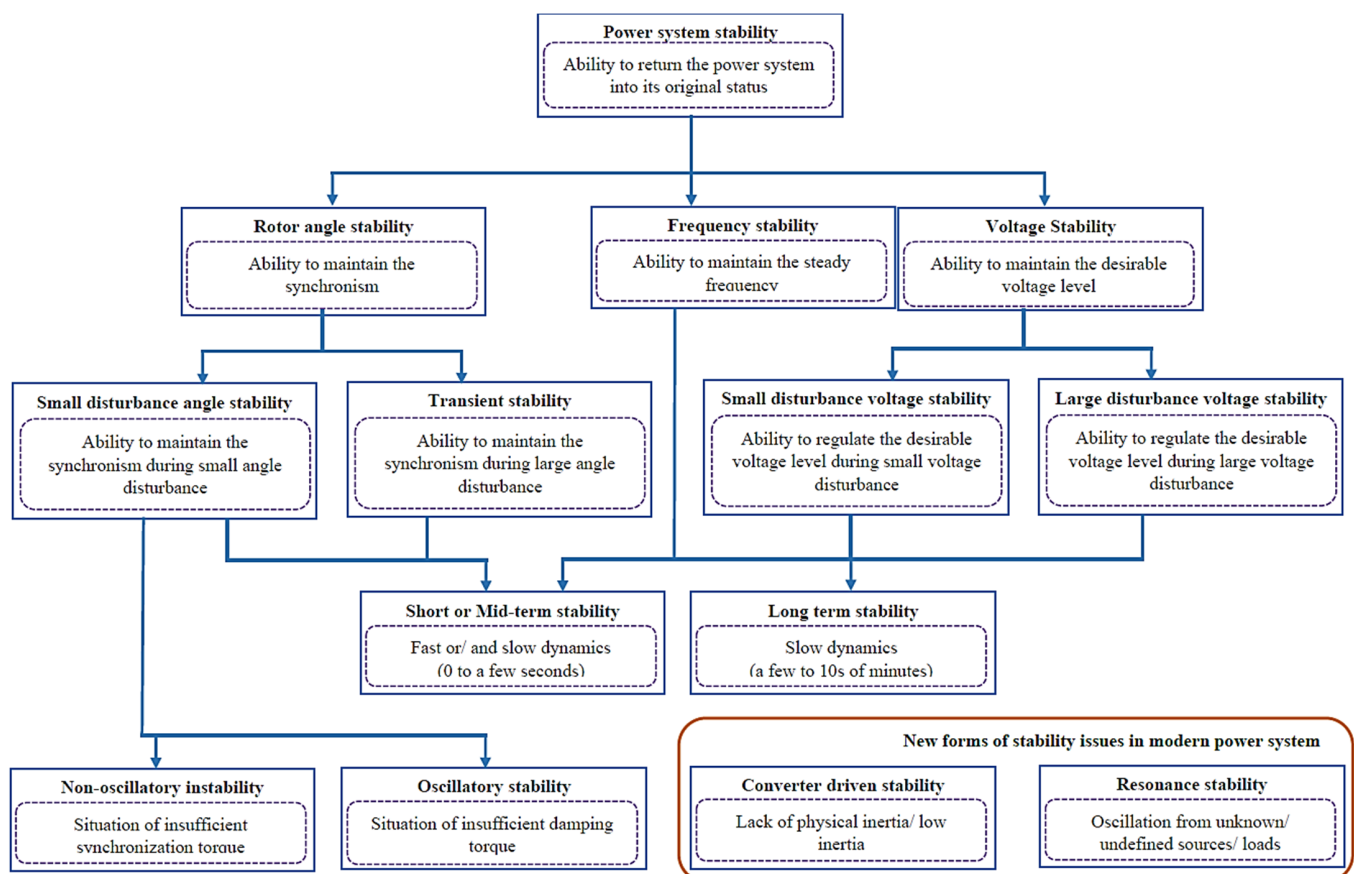 Power system stability
Ability to return the power system
into its original status
Rotor angle stability
Ability to maintain the
synchronism
Frequency stability
Ability to maintain the steady
frequency
Voltage Stability
Ability to maintain the desirable
voltage level
Small disturbance angle stability
Ability to maintain the
synchronism during small angle
disturbance
Transient stability
Ability to maintain the
synchronism during large angle
disturbance
Small disturbance voltage stability
Ability to regulate the desirable
voltage level during small voltage
disturbance
Large disturbance voltage stability
Ability to regulate the desirable
voltage level during large voltage
disturbance
Short or Mid-term stability
Fast or/ and slow dynamics
(0 to a few seconds)
Long term stability
Slow dynamics
(a few to 10s of minutes)
New forms of stability issues in modern power system
Non-oscillatory instability
Situation of insufficient
synchronization torque
Oscillatory stability
Situation of insufficient damping
torque
Converter driven stability
Lack of physical inertia/ low
inertia
Resonance stability
Oscillation from unknown/
undefined sources/ loads